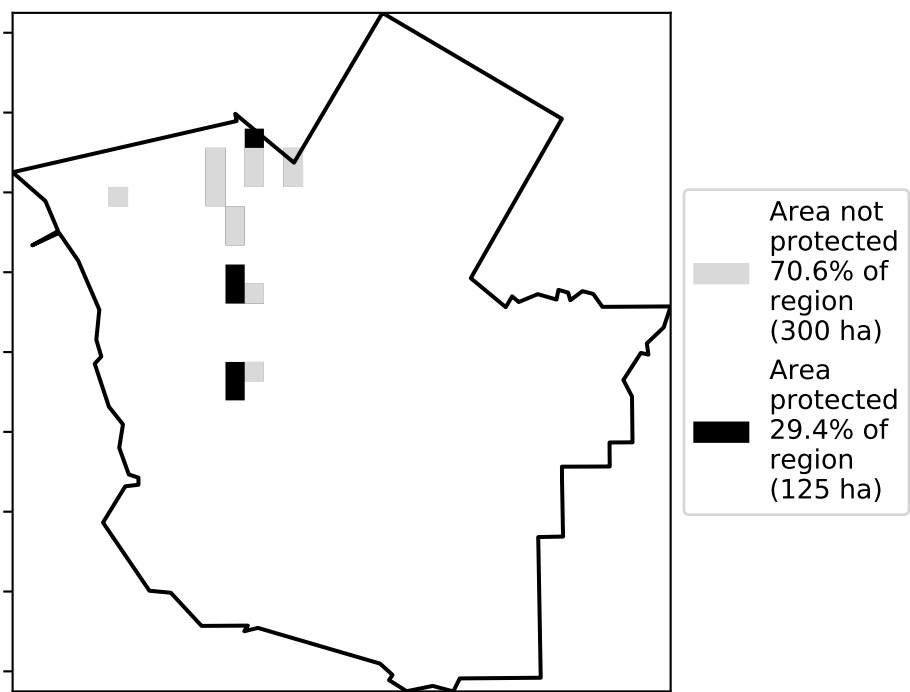 Area not
protected
70.6% of
region
(300 ha)
Area
protected
29.4% of
region
(125 ha)